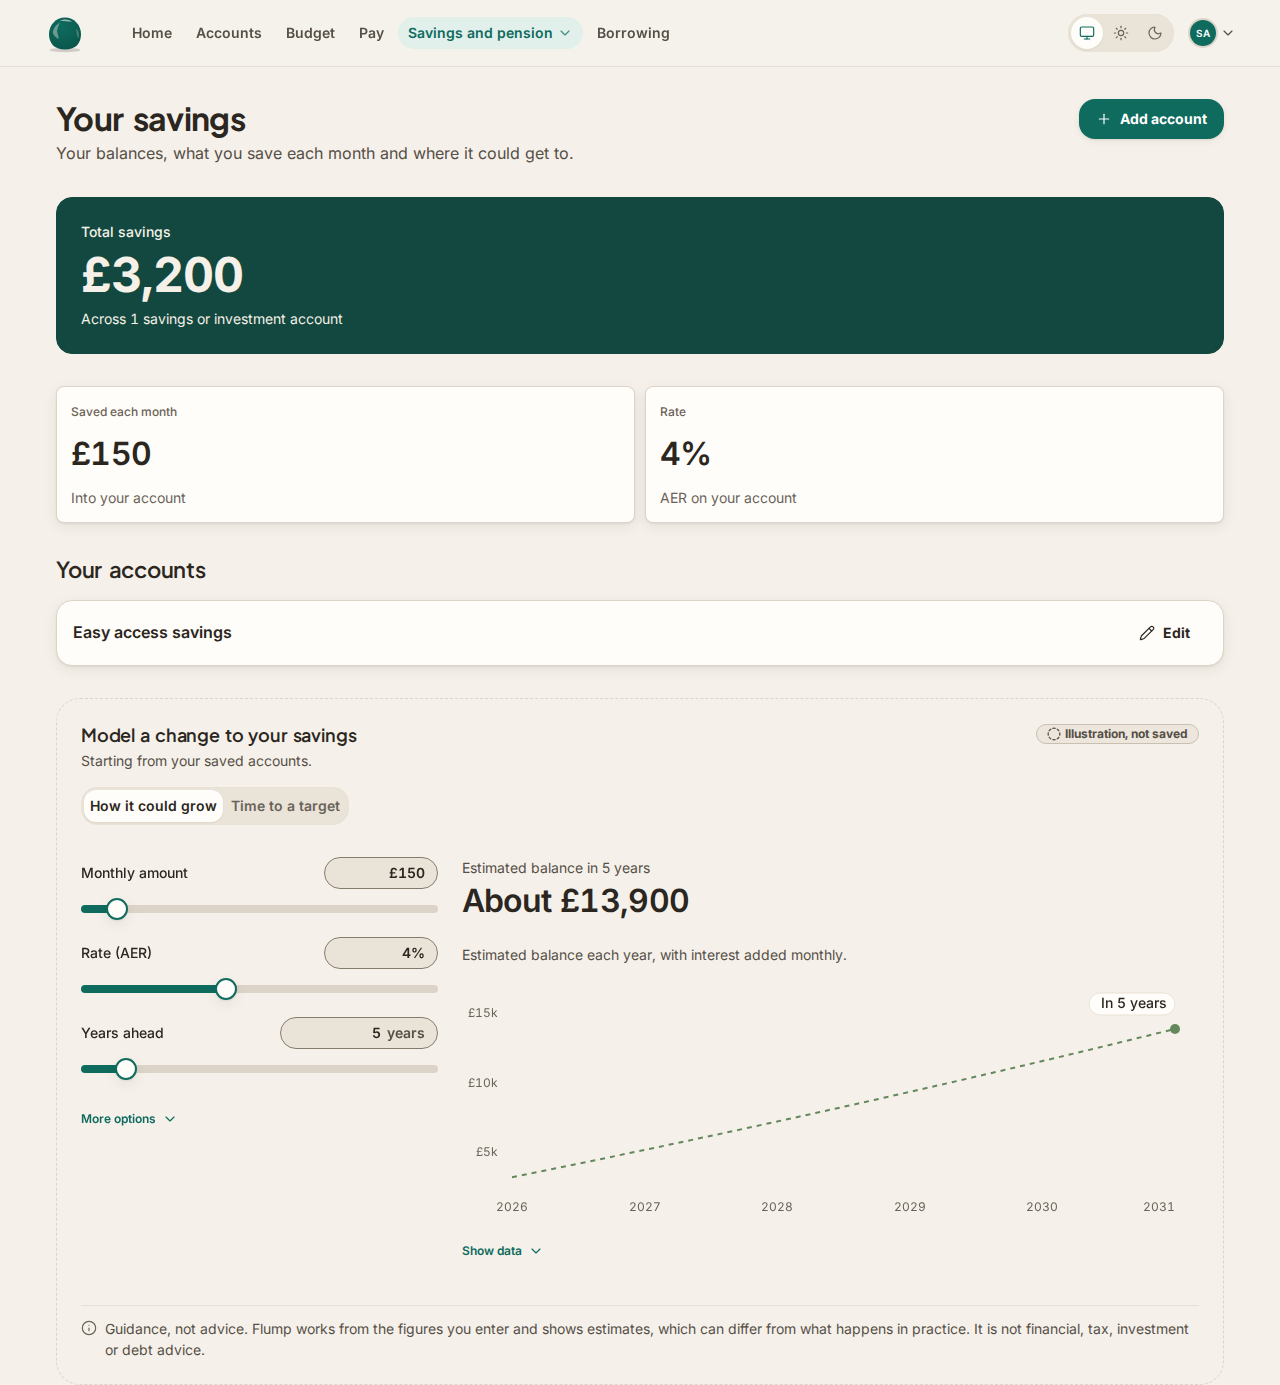 Home
Accounts
Budget
Pay
Savings and pension
Borrowing
SA
Your savings
Add account
Your balances, what you save each month and where it could get to.
Total savings
£3,200
Across 1 savings or investment account
Saved each month
£150
Into your account
Rate
4%
AER on your account
Your accounts
Easy access savings
Edit
Model a change to your savings
Illustration, not saved
Starting from your saved accounts.
How it could grow
Time to a target
Monthly amount
£150
Rate (AER)
4%
Years ahead
5 years
More options
Estimated balance in 5 years
About £13,900
Estimated balance each year, with interest added monthly.
In 5 years
£15k
£10k
£5k
2026
2027
2028
2029
2030
2031
Show data
Guidance, not advice. Flump works from the figures you enter and shows estimates, which can differ from what happens in practice. It is not financial, tax, investment
or debt advice.